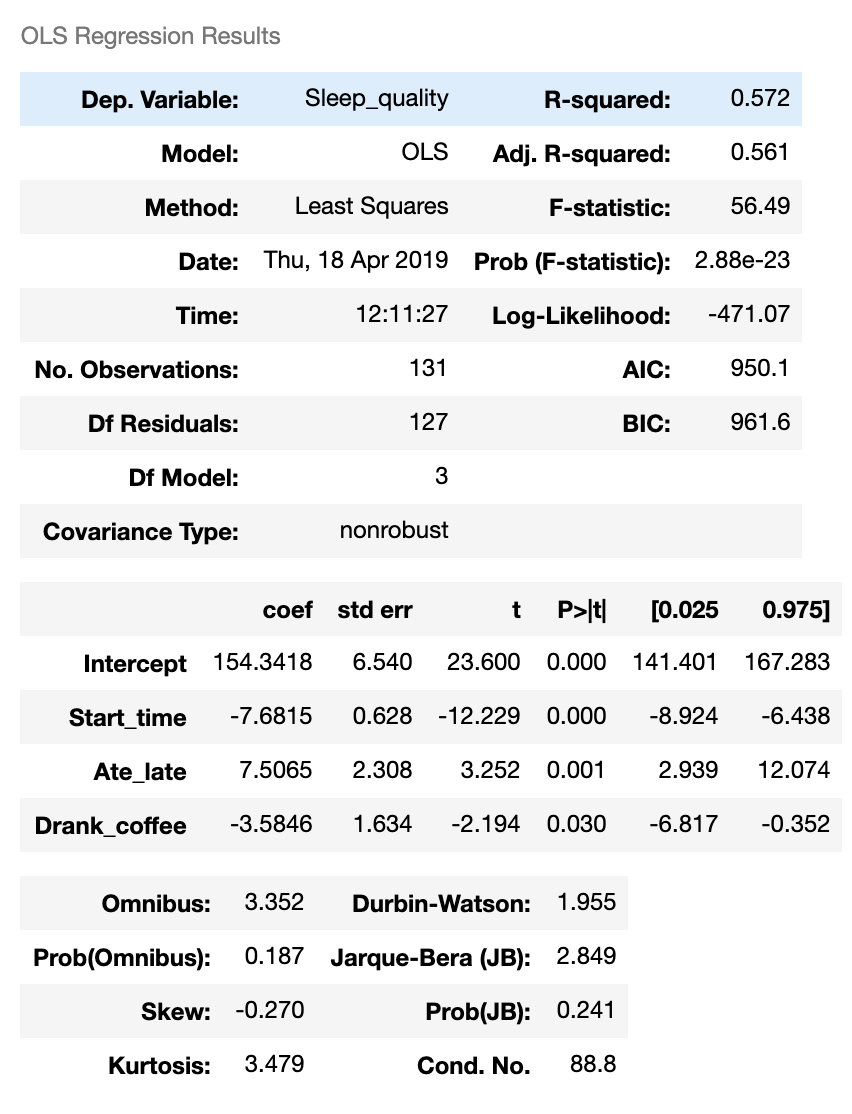 OLS Regression Results
Dep. Variable: Sleep_quality R-squared: 0.572
Model: OLS Adj. R-squared: 0.561
Method: Least Squares F-statistic: 56.49
Date: Thu, 18 Apr 2019 Prob (F-statistic): 2.88e-23
Time: 12:11:27 Log-Likelihood: -471.07
No. Observations: 131 AIC: 950.1
Df Residuals: 127 BIC: 961.6
Df Model: 3
Covariance Type: nonrobust
coef std err t P>|t| [0.025 0.975]
Intercept 154.3418 6.540 23.600 0.000 141.401 167.283
Start_time -7.6815 0.628 -12.229 0.000 -8.924 -6.438
Ate_late 7.5065 2.308 3.252 0.001 2.939 12.074
Drank_coffee -3.5846 1.634 -2.194 0.030 -6.817 -0.352
Omnibus: 3.352 Durbin-Watson: 1.955
Prob(Omnibus): 0.187 Jarque-Bera (JB): 2.849
Skew: -0.270 Prob(JB): 0.241
Kurtosis: 3.479 Cond. No. 88.8